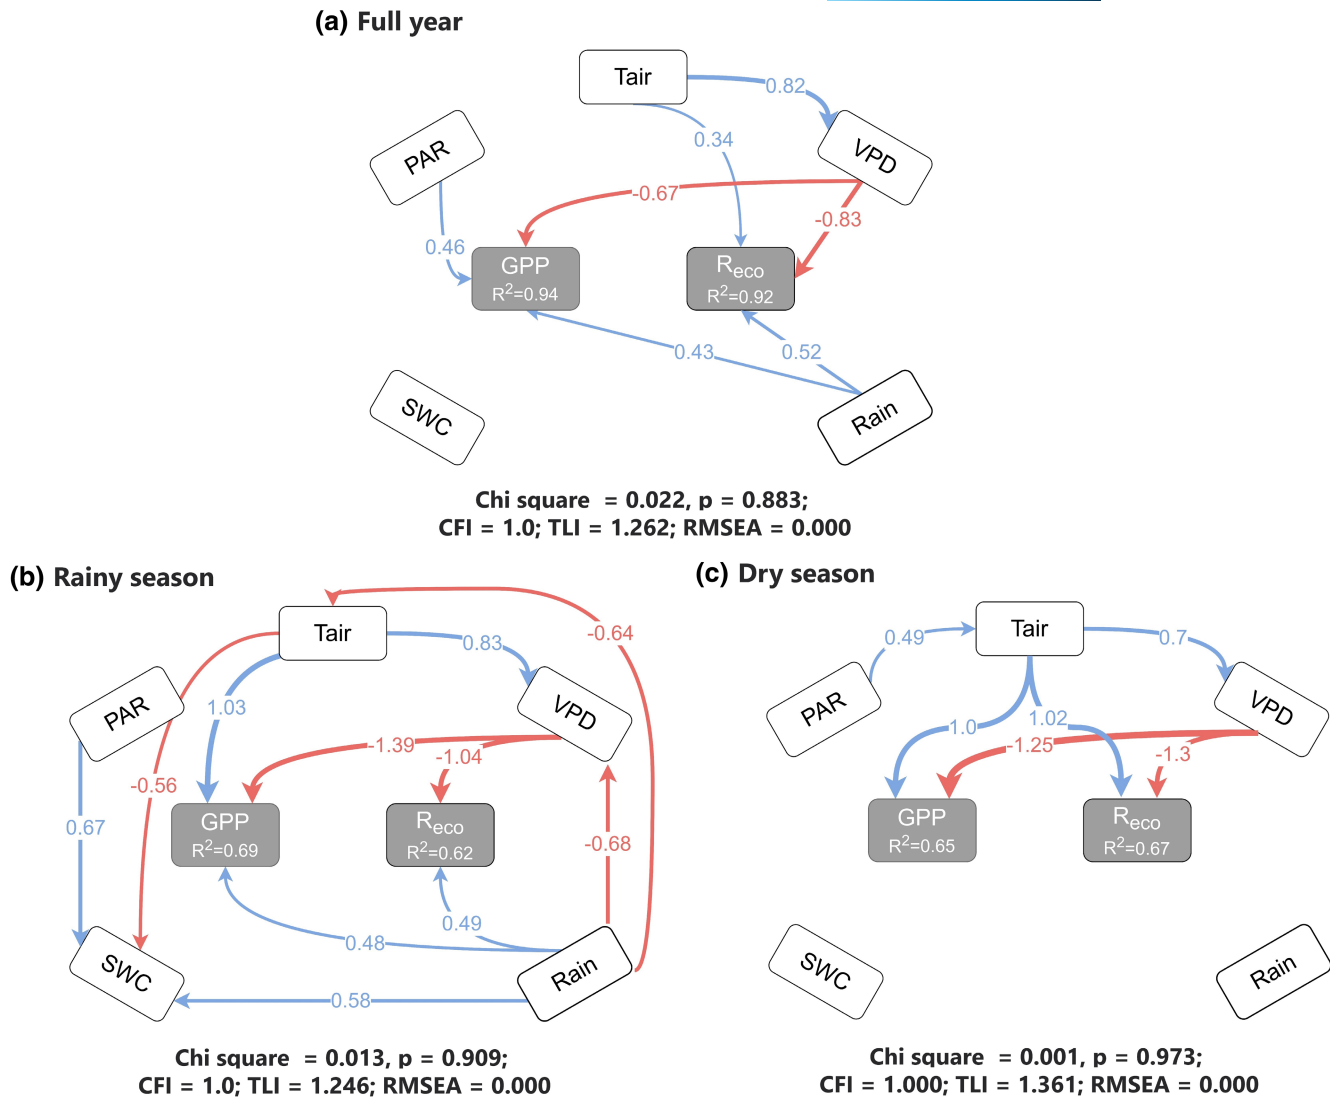 (a) Full year
Tair
0.82
0.34
PAR
VPD
-0.67
-0.83
0.46
GPP
R²=0.94
Reco
R²=0.92
0.43
0.52
SWC
Rain
Chi square = 0.022, p = 0.883;
CFI = 1.0; TLI = 1.262; RMSEA = 0.000
(b) Rainy season
Tair
-0.64
0.83
PAR
1.03
VPD
-1.39
-1.04
-0.56
0.67
GPP
R²=0.69
Reco
R²=0.62
-0.68
0.49
0.48
SWC
Rain
0.58
Chi square = 0.013, p = 0.909;
CFI = 1.0; TLI = 1.246; RMSEA = 0.000
(c) Dry season
0.49
Tair
0.7
PAR
VPD
1.0
1.02
-1.25
-1.3
GPP
R²=0.65
Reco
R²=0.67
SWC
Rain
Chi square = 0.001, p = 0.973;
CFI = 1.000; TLI = 1.361; RMSEA = 0.000